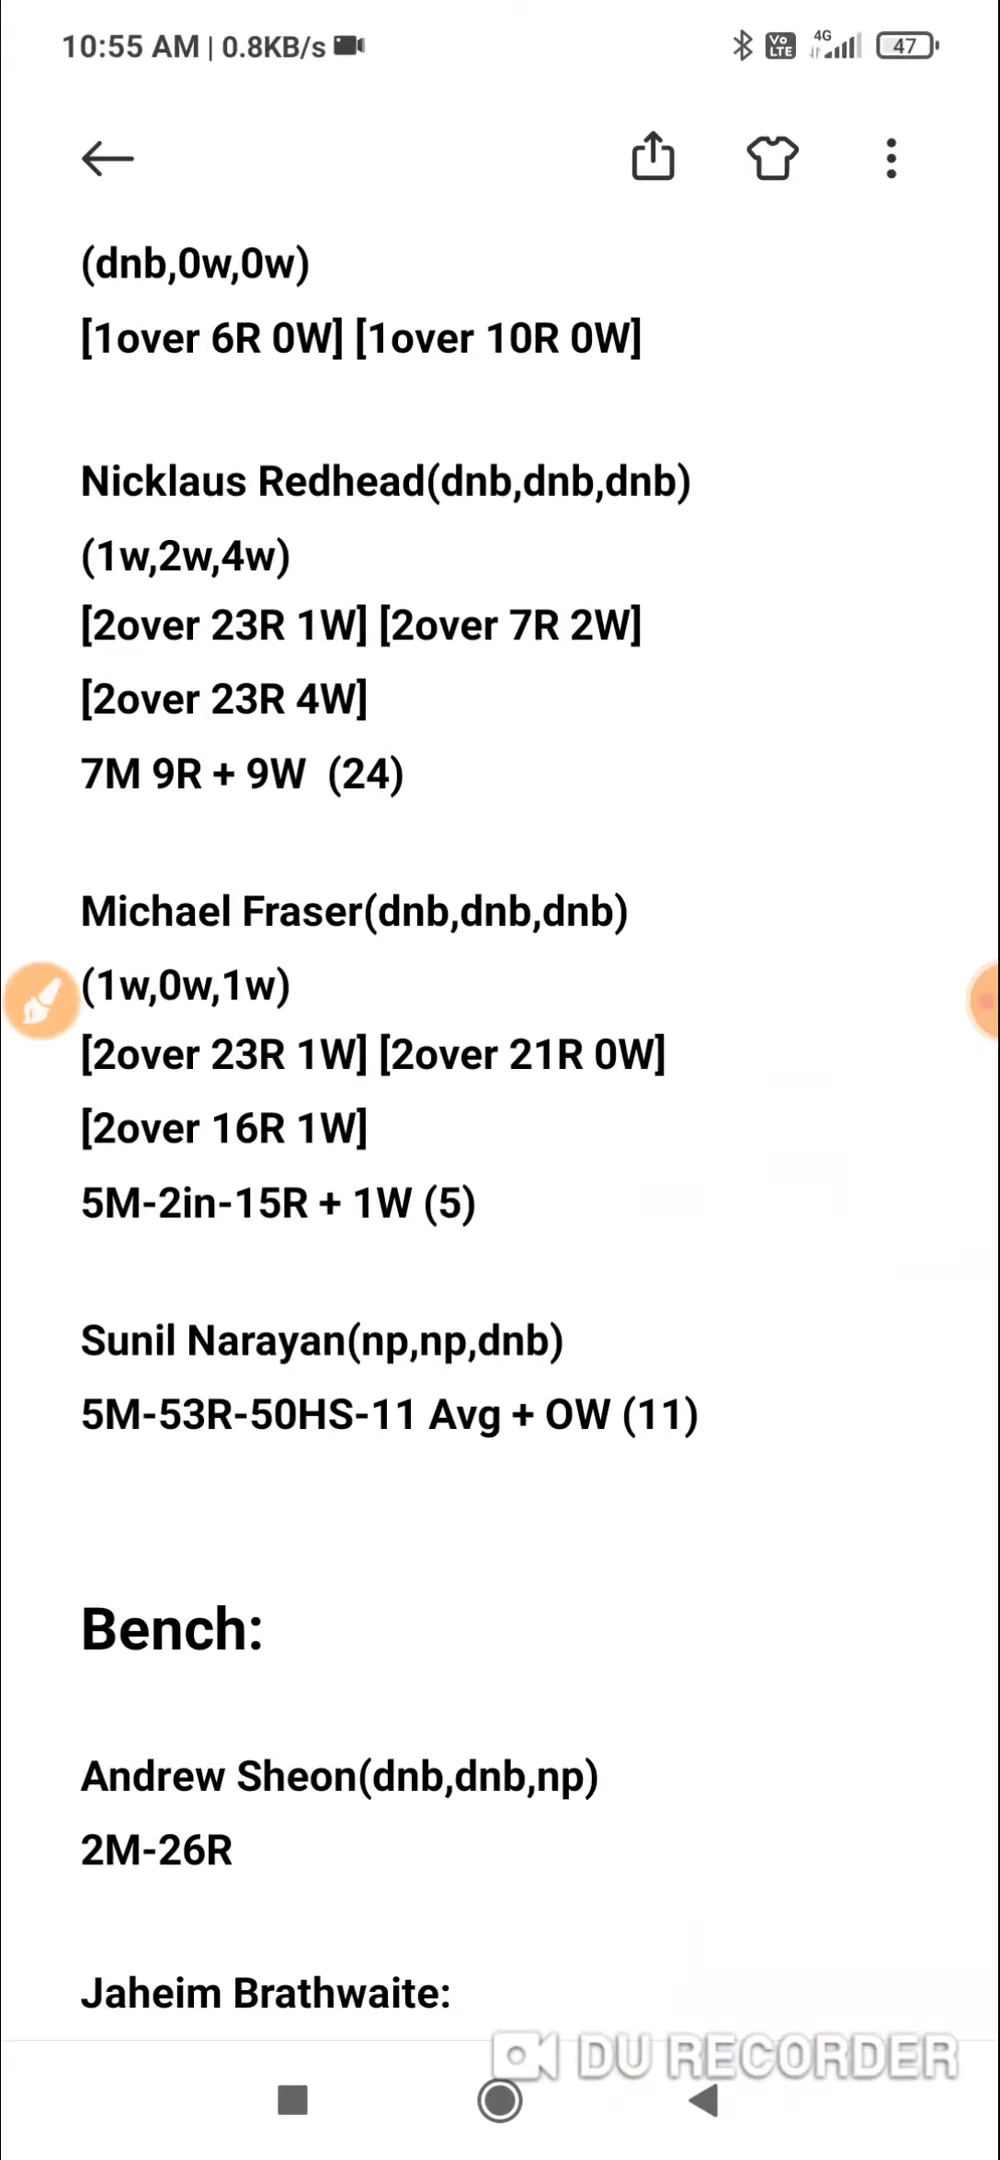 10:55 AM | 0.8KB/s
Vo LTE 4G 47
(dnb,0w,0w)
[1over 6R 0W] [1over 10R 0W]
Nicklaus Redhead(dnb,dnb,dnb)
(1w,2w,4w)
[2over 23R 1W] [2over 7R 2W]
[2over 23R 4W]
7M 9R + 9W (24)
Michael Fraser(dnb,dnb,dnb)
(1w,0w,1w)
[2over 23R 1W] [2over 21R 0W]
[2over 16R 1W]
5M-2in-15R + 1W (5)
Sunil Narayan(np,np,dnb)
5M-53R-50HS-11 Avg + OW (11)
Bench:
Andrew Sheon(dnb,dnb,np)
2M-26R
Jaheim Brathwaite:
DU RECORDER